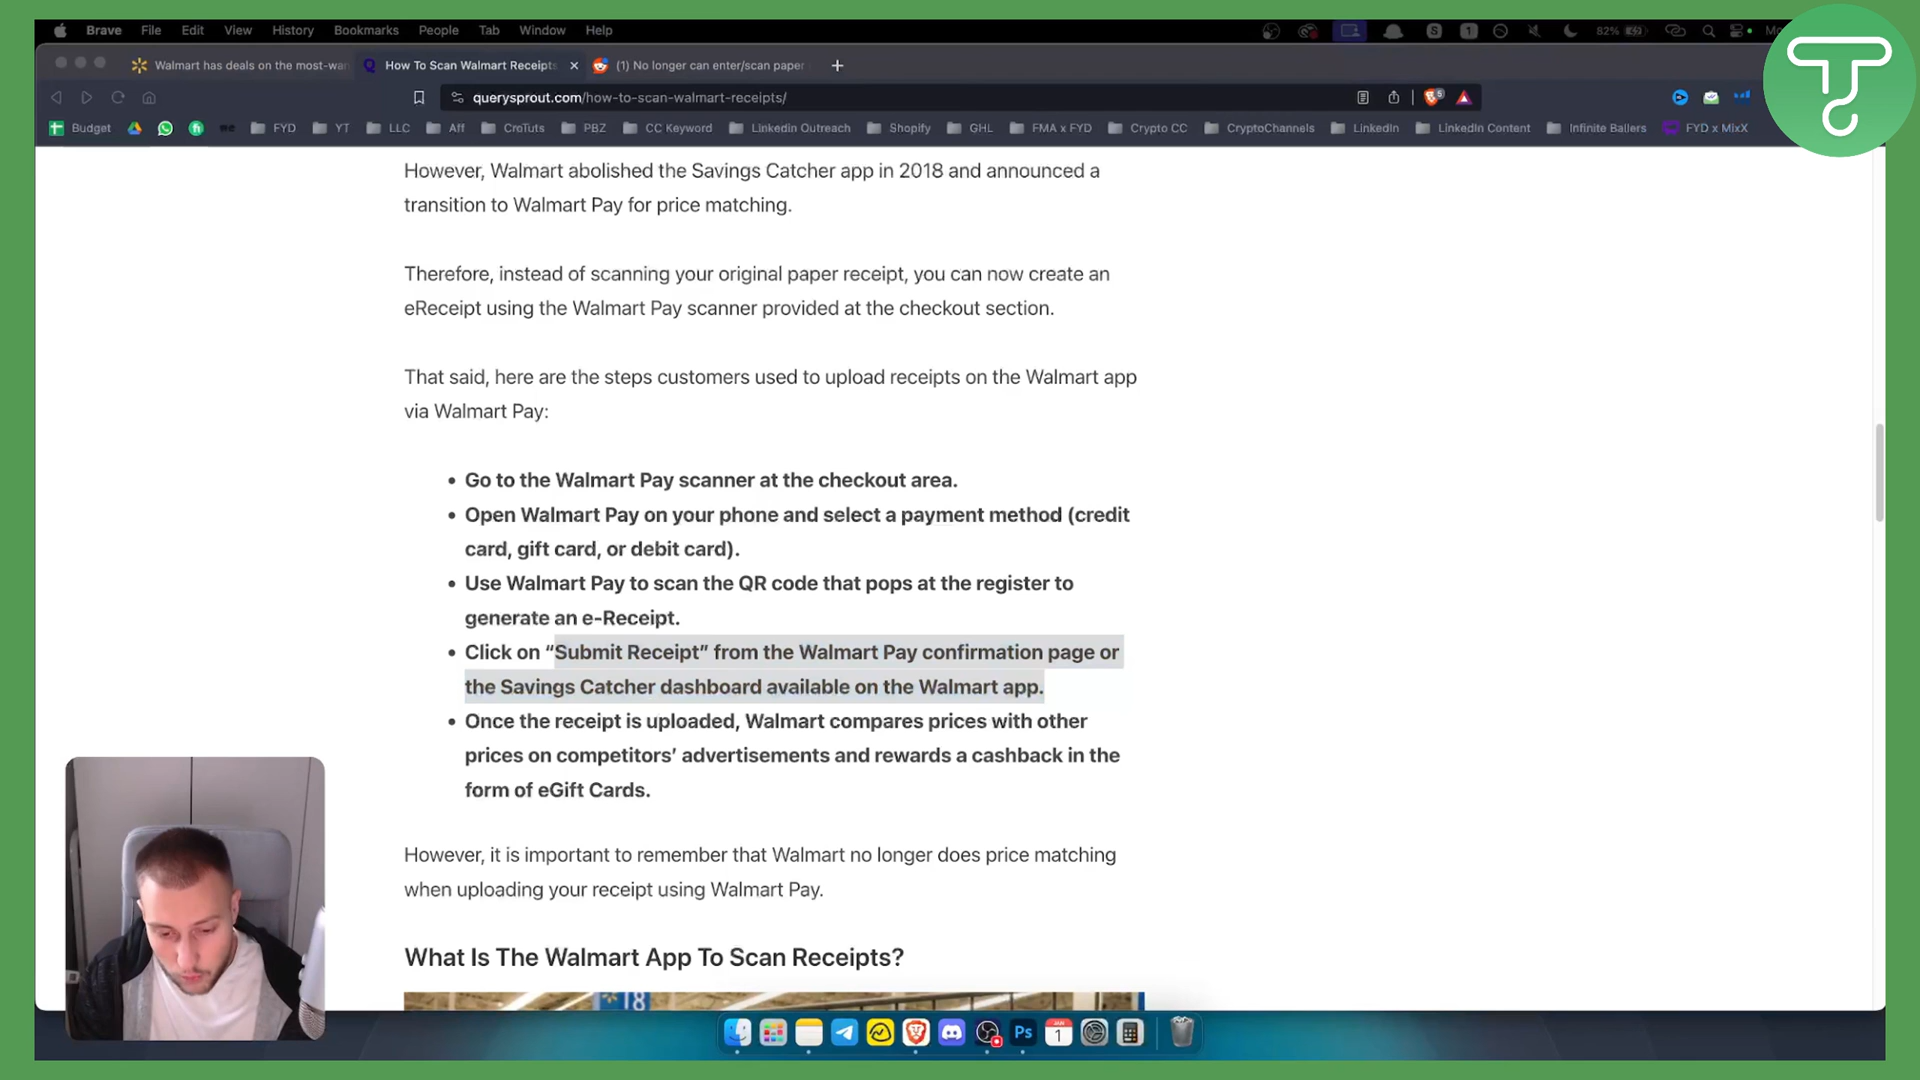 Brave File Edit View History Bookmarks People Tab Window Help 82%
Walmart has deals on the most-wan How To Scan Walmart Receipts (1) No longer can enter/scan paper
querysprout.com/how-to-scan-walmart-receipts/
Budget FYD YT LLC Aff CroTuts PBZ CC Keyword Linkedin Outreach Shopify GHL FMA x FYD Crypto CC CryptoChannels LinkedIn LinkedIn Content Infinite Ballers FYD x MixX
However, Walmart abolished the Savings Catcher app in 2018 and announced a
transition to Walmart Pay for price matching.
Therefore, instead of scanning your original paper receipt, you can now create an
eReceipt using the Walmart Pay scanner provided at the checkout section.
That said, here are the steps customers used to upload receipts on the Walmart app
via Walmart Pay:
• Go to the Walmart Pay scanner at the checkout area.
• Open Walmart Pay on your phone and select a payment method (credit
card, gift card, or debit card).
• Use Walmart Pay to scan the QR code that pops at the register to
generate an e-Receipt.
• Click on “Submit Receipt” from the Walmart Pay confirmation page or
the Savings Catcher dashboard available on the Walmart app.
• Once the receipt is uploaded, Walmart compares prices with other
prices on competitors’ advertisements and rewards a cashback in the
form of eGift Cards.
However, it is important to remember that Walmart no longer does price matching
when uploading your receipt using Walmart Pay.
What Is The Walmart App To Scan Receipts?
18
Ps
JAN
1